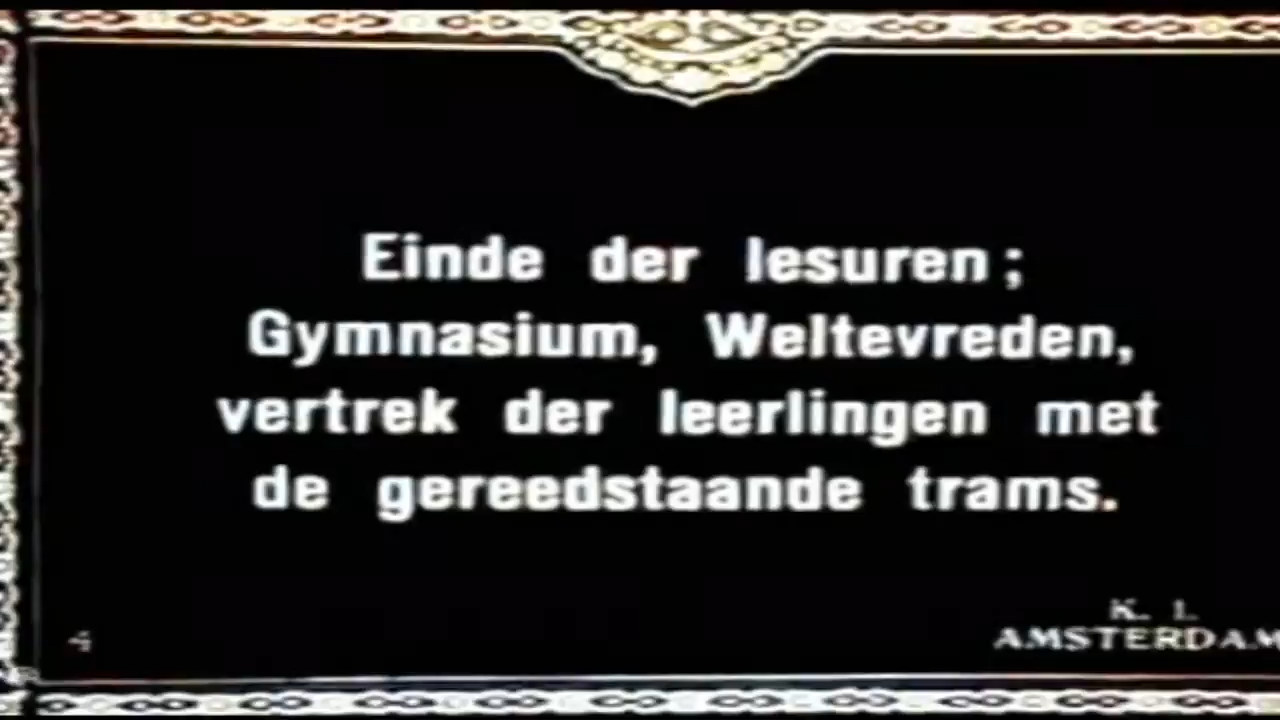 Einde der lesuren;
Gymnasium, Weltevreden,
vertrek der leerlingen met
de gereedstaande trams.
4
K. I.
AMSTERDAM